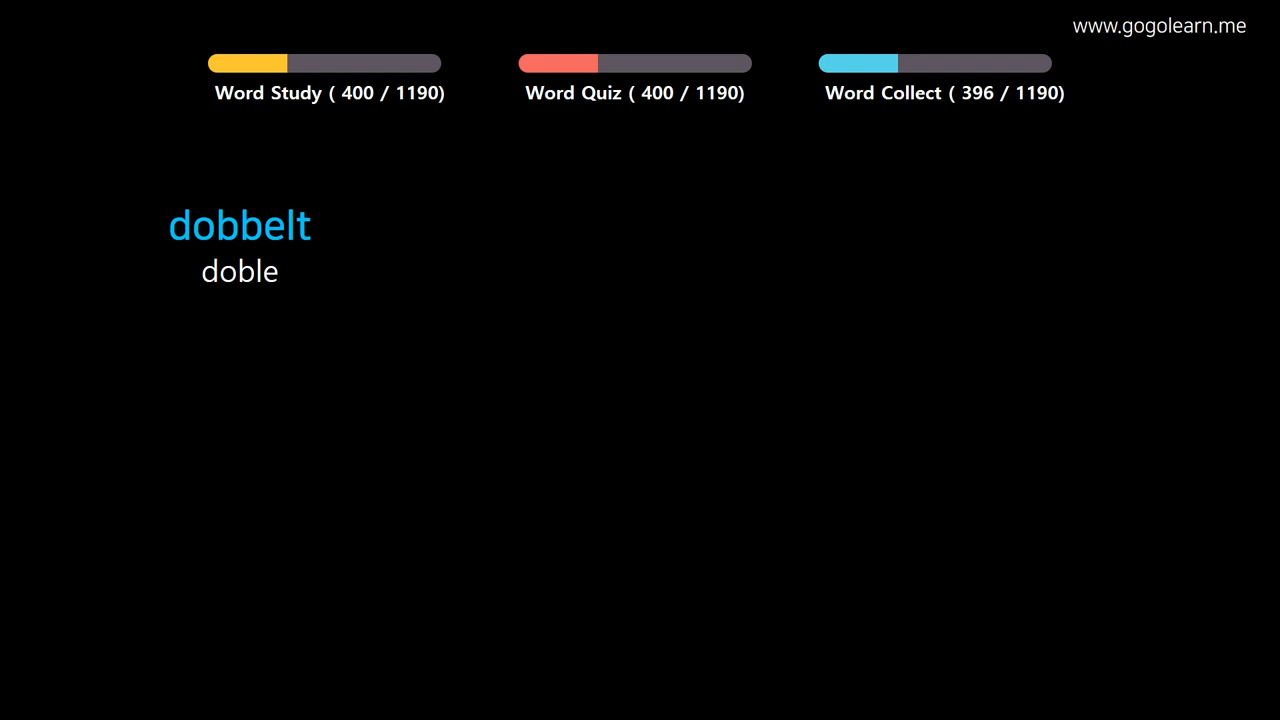 www.gogolearn.me
Word Study ( 400 / 1190)
Word Quiz ( 400 / 1190)
Word Collect ( 396 / 1190)
dobbelt
doble